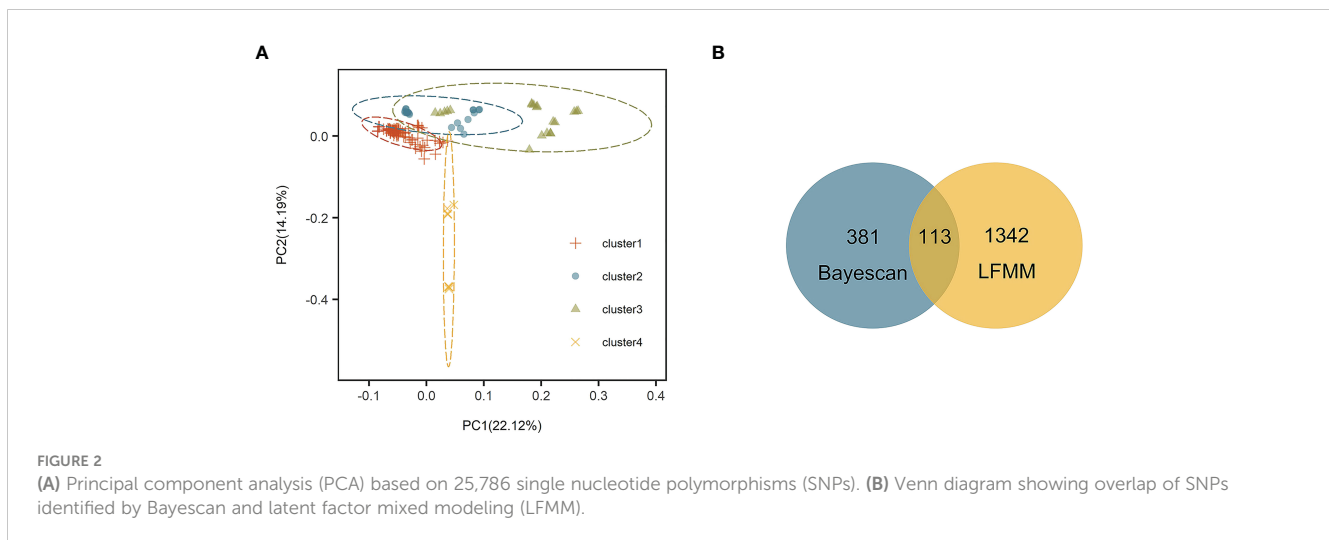 A
B
0.0
-0.2
-0.4
PC2(14.19%)
cluster1
cluster2
cluster3
cluster4
-0.1 0.0 0.1 0.2 0.3 0.4
PC1(22.12%)
381 113 1342
Bayescan LFMM
FIGURE 2
(A) Principal component analysis (PCA) based on 25,786 single nucleotide polymorphisms (SNPs). (B) Venn diagram showing overlap of SNPs
identified by Bayescan and latent factor mixed modeling (LFMM).